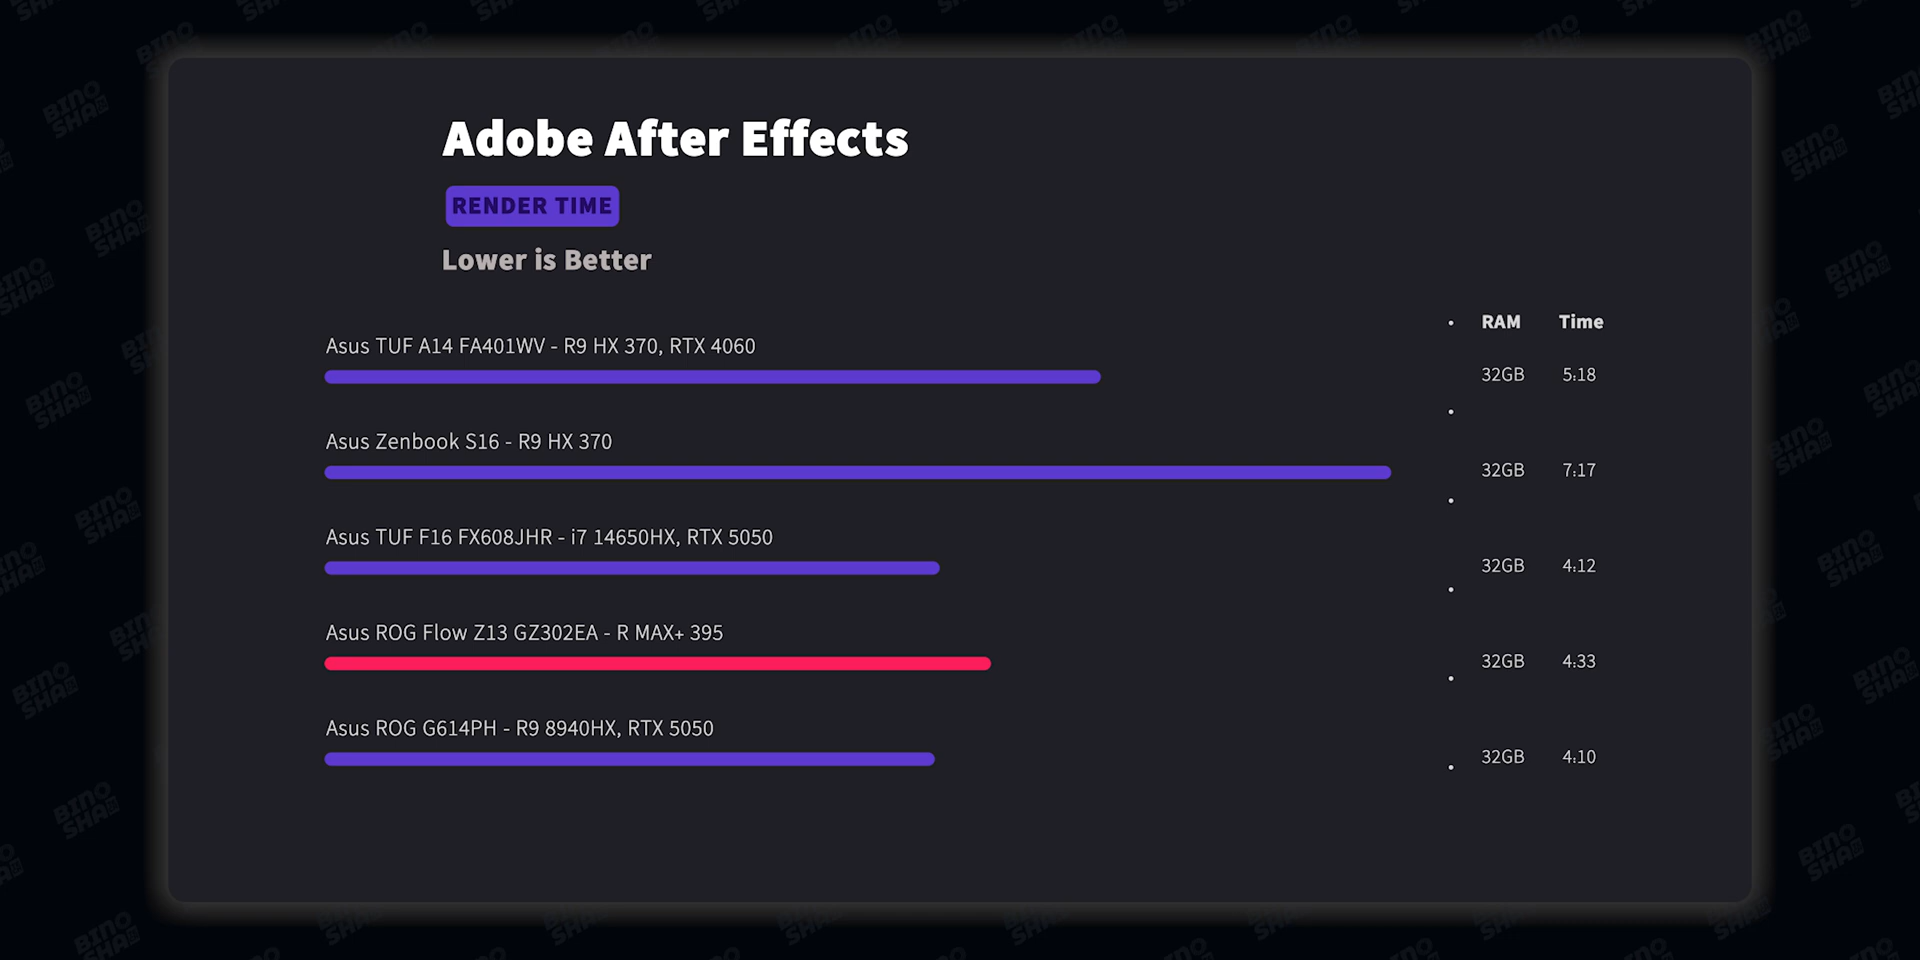 Adobe After Effects
RENDER TIME
Lower is Better
RAM Time
Asus TUF A14 FA401WV - R9 HX 370, RTX 4060
32GB 5:18
Asus Zenbook S16 - R9 HX 370
32GB 7:17
Asus TUF F16 FX608JHR - i7 14650HX, RTX 5050
32GB 4:12
Asus ROG Flow Z13 GZ302EA - R MAX+ 395
32GB 4:33
Asus ROG G614PH - R9 8940HX, RTX 5050
32GB 4:10
BINO
SHA